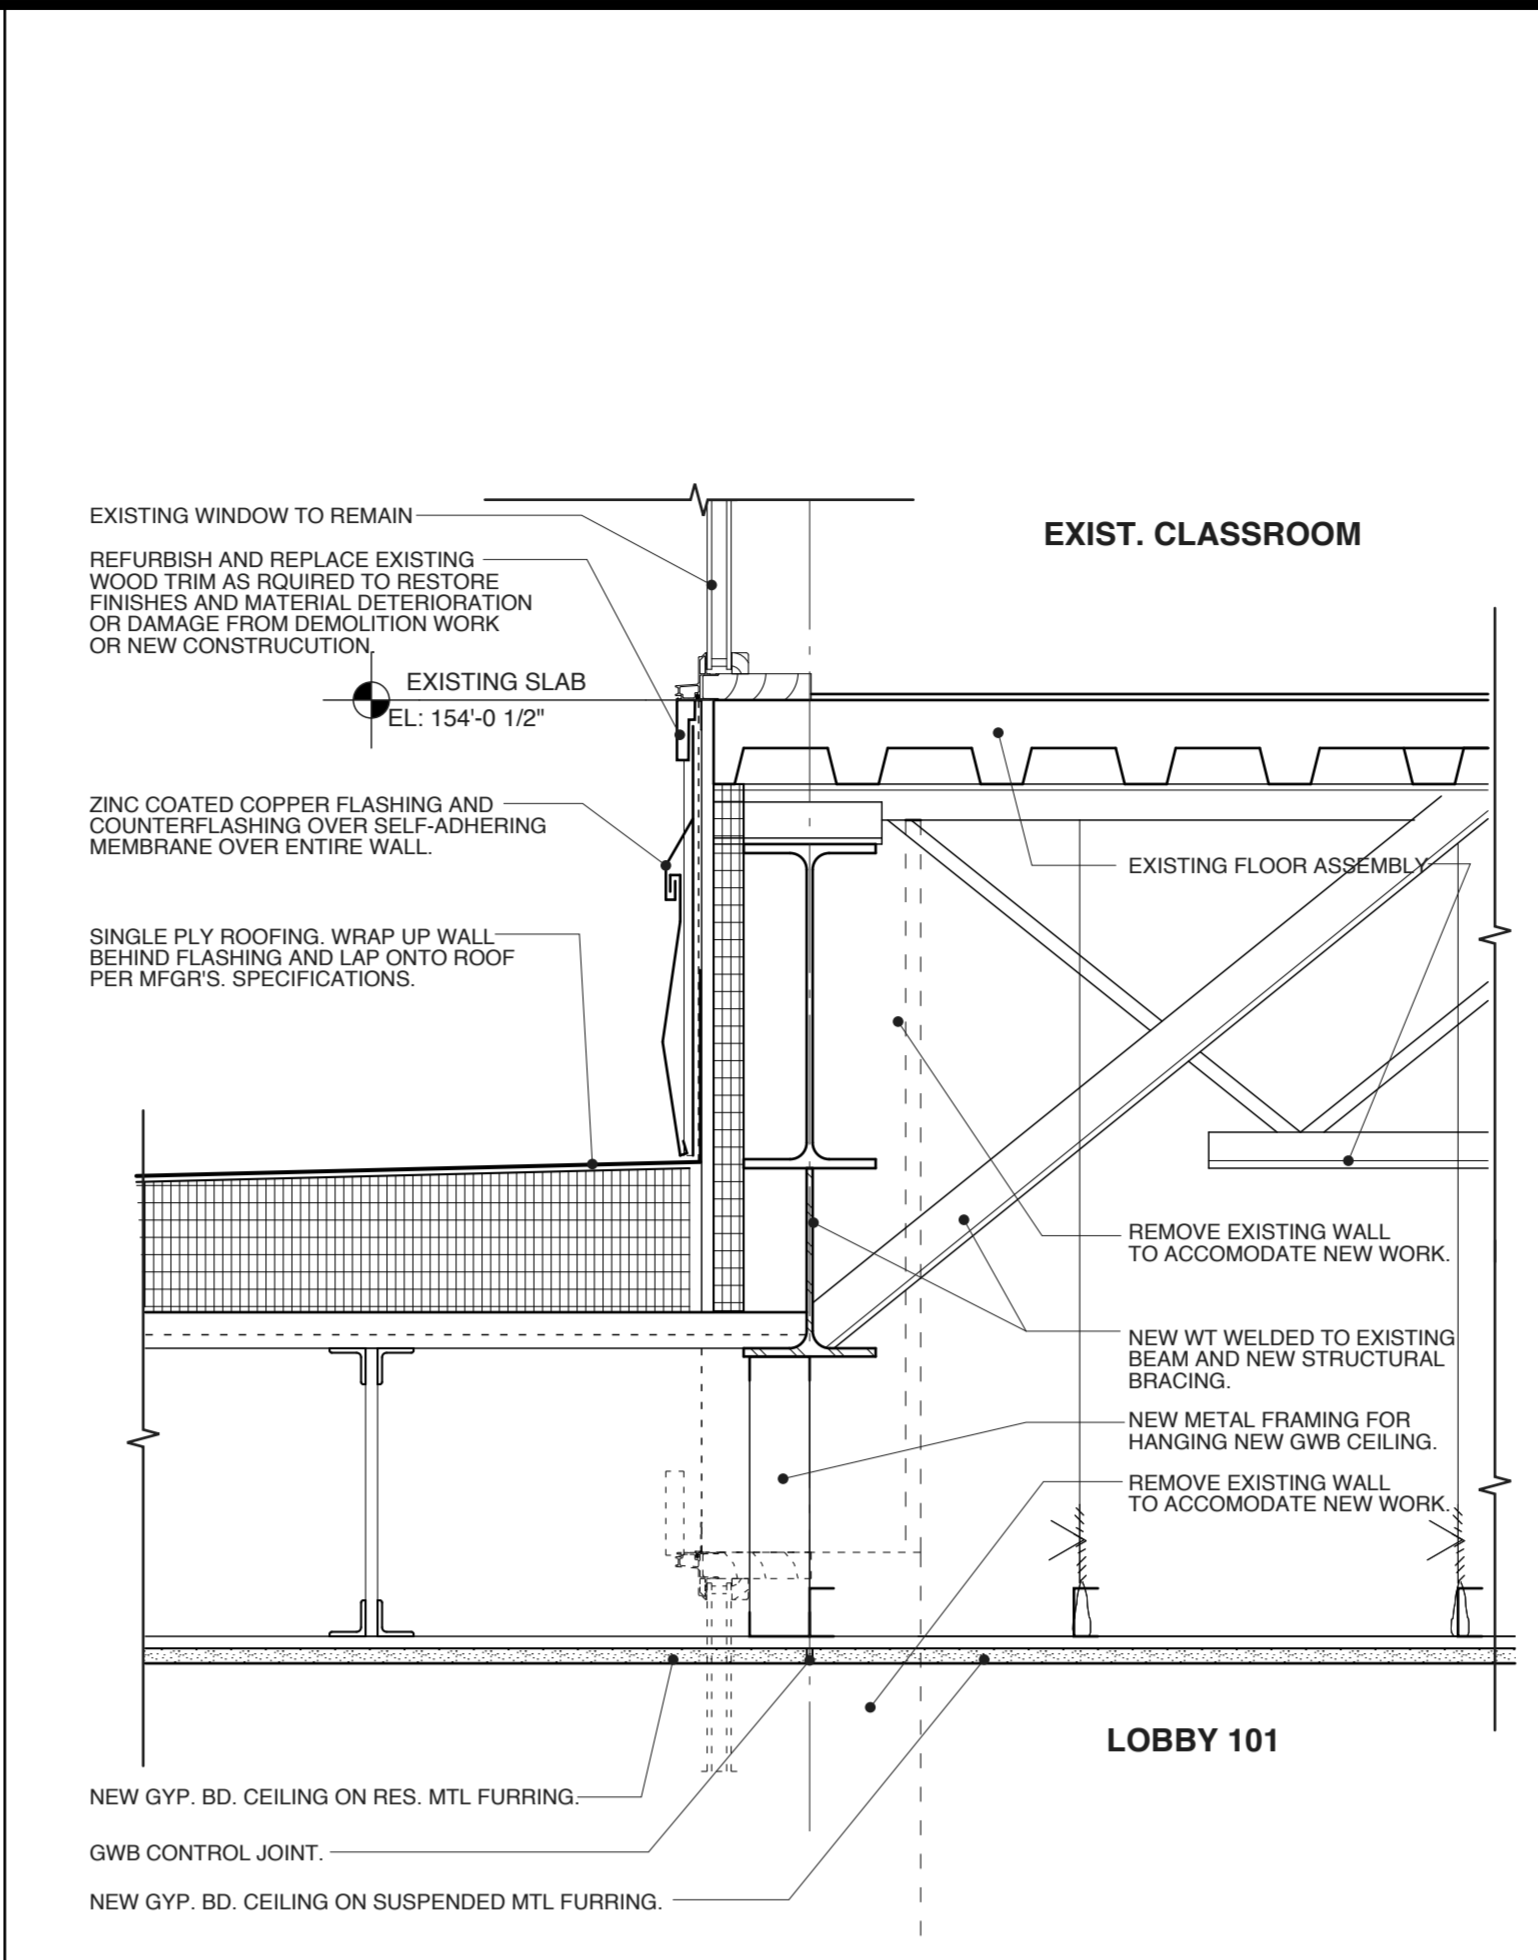 EXISTING WINDOW TO REMAIN
EXIST. CLASSROOM
REFURBISH AND REPLACE EXISTING
WOOD TRIM AS RQUIRED TO RESTORE
FINISHES AND MATERIAL DETERIORATION
OR DAMAGE FROM DEMOLITION WORK
OR NEW CONSTRUCUTION.
EXISTING SLAB
EL: 154'-0 1/2"
ZINC COATED COPPER FLASHING AND
COUNTERFLASHING OVER SELF-ADHERING
MEMBRANE OVER ENTIRE WALL.
EXISTING FLOOR ASSEMBLY
SINGLE PLY ROOFING. WRAP UP WALL
BEHIND FLASHING AND LAP ONTO ROOF
PER MFGR'S. SPECIFICATIONS.
REMOVE EXISTING WALL
TO ACCOMODATE NEW WORK.
NEW WT WELDED TO EXISTING
BEAM AND NEW STRUCTURAL
BRACING.
NEW METAL FRAMING FOR
HANGING NEW GWB CEILING.
REMOVE EXISTING WALL
TO ACCOMODATE NEW WORK.
LOBBY 101
NEW GYP. BD. CEILING ON RES. MTL FURRING.
GWB CONTROL JOINT.
NEW GYP. BD. CEILING ON SUSPENDED MTL FURRING.